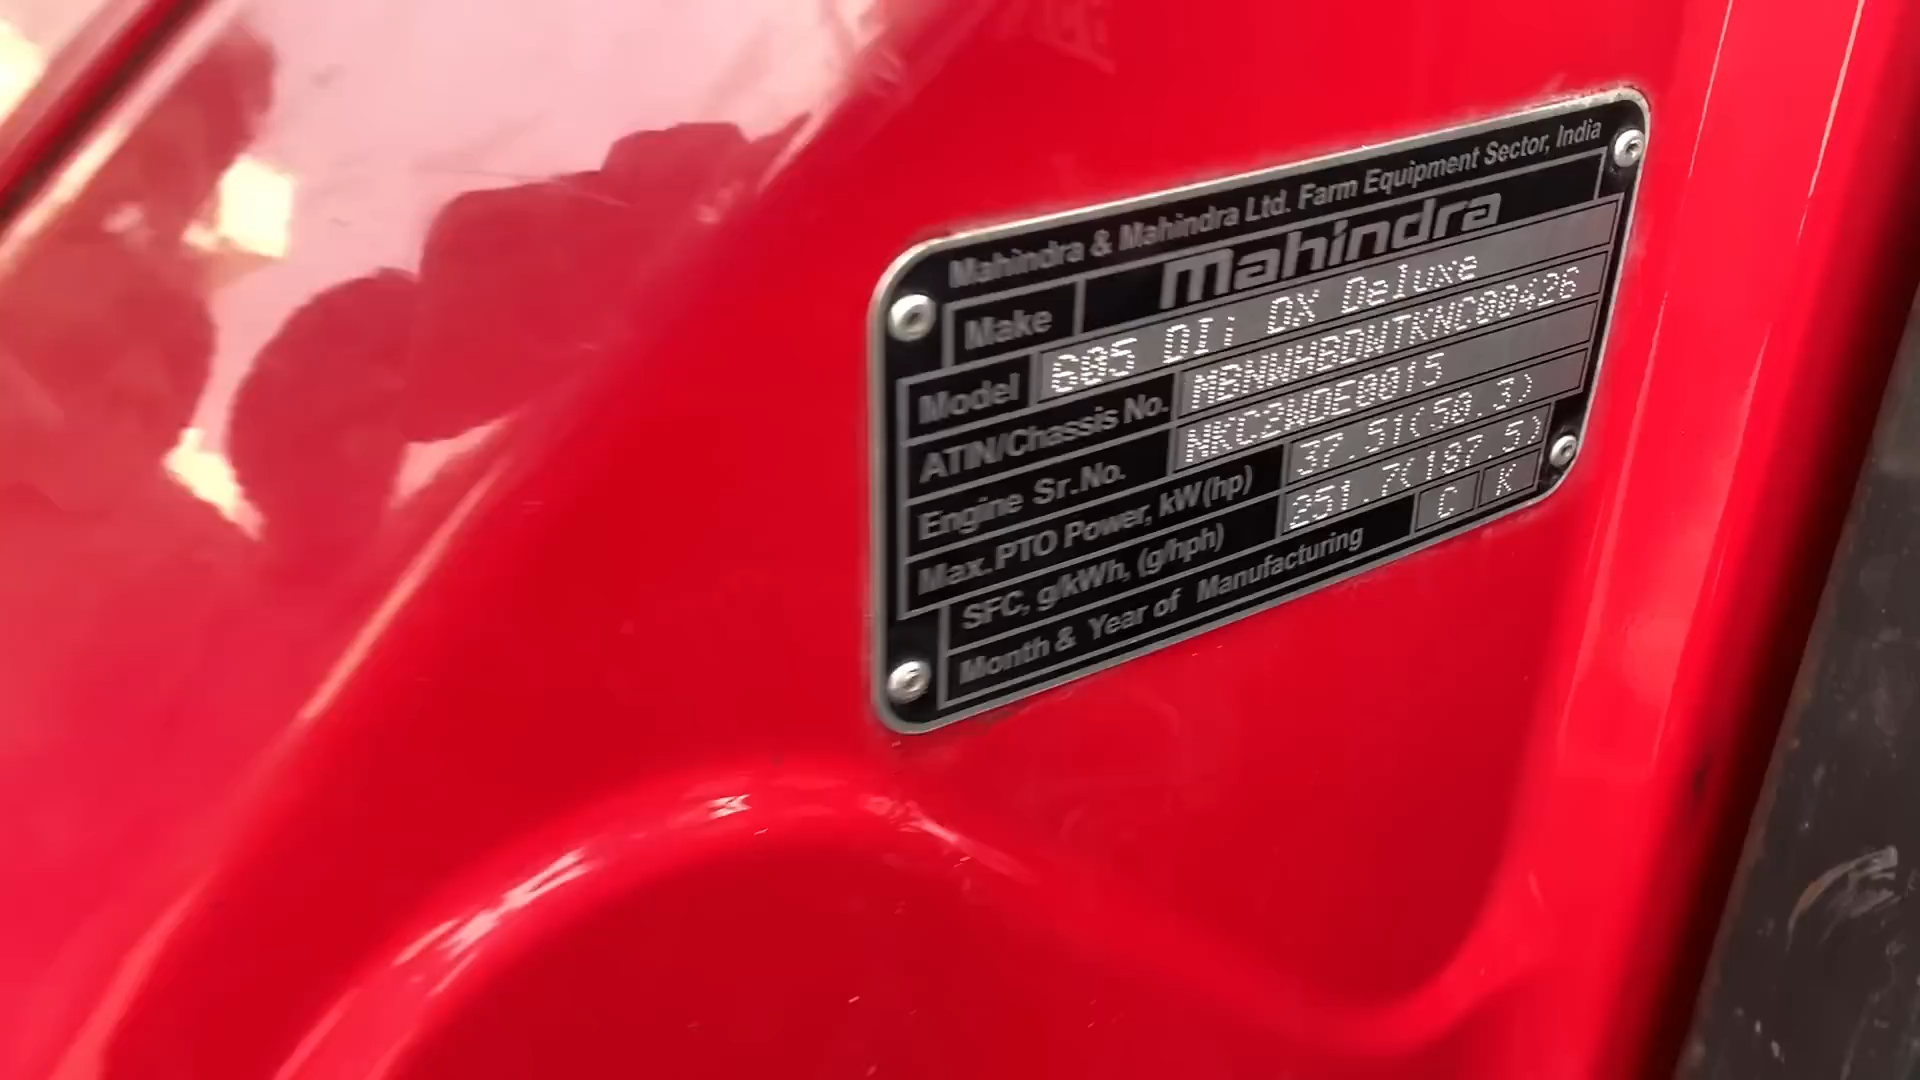 Mahindra & Mahindra Ltd. Farm Equipment Sector, India
Make mahindra
Model 605 DIi DX Deluxe
ATIN/Chassis No. MBNWHBDWTKNC00426
Engine Sr.No. NKC2WDE0015
Max.PTO Power, kW(hp) 37.51(50.3)
SFC, g/kWh, (g/hph) 251.7(187.5)
Month & Year of Manufacturing C K